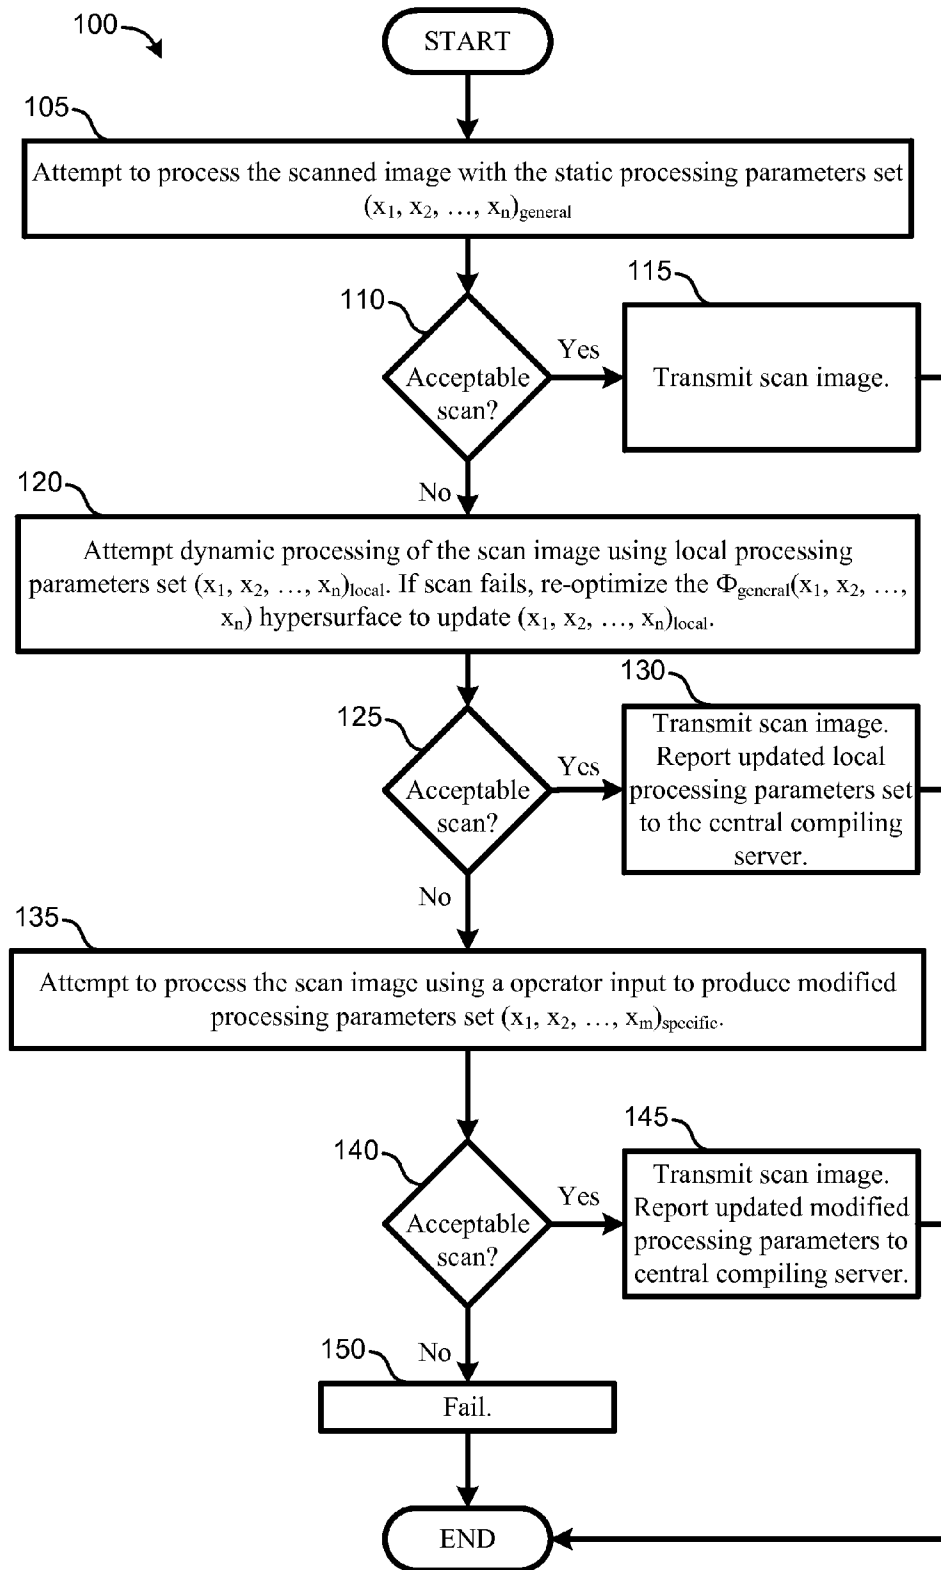 100
START
105
Attempt to process the scanned image with the static processing parameters set
(x₁, x₂, …, xₙ)general
110
115
Acceptable
scan?
Yes
Transmit scan image.
No
120
Attempt dynamic processing of the scan image using local processing
parameters set (x₁, x₂, …, xₙ)local. If scan fails, re-optimize the Φgeneral(x₁, x₂, …,
xₙ) hypersurface to update (x₁, x₂, …, xₙ)local.
125
130
Acceptable
scan?
Yes
Transmit scan image.
Report updated local
processing parameters set
to the central compiling
server.
No
135
Attempt to process the scan image using a operator input to produce modified
processing parameters set (x₁, x₂, …, xₘ)specific.
140
145
Acceptable
scan?
Yes
Transmit scan image.
Report updated modified
processing parameters to
central compiling server.
No
150
Fail.
END